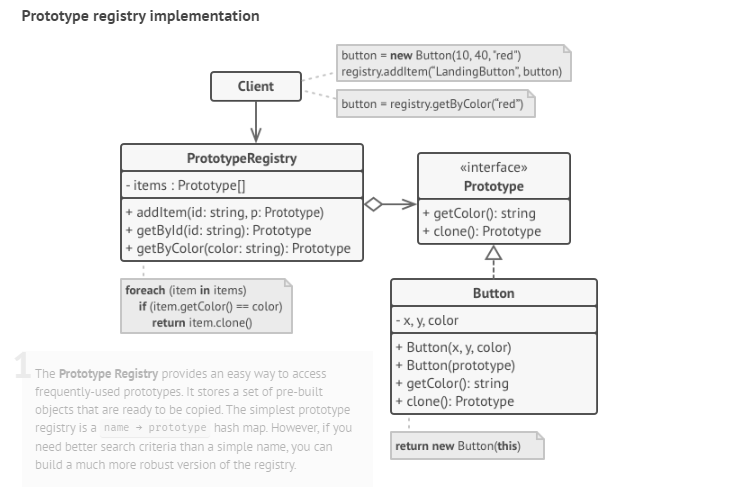 Prototype registry implementation
button = new Button(10, 40, "red")
registry.addItem("LandingButton", button)
Client
button = registry.getByColor("red")
PrototypeRegistry
- items : Prototype[]
+ addItem(id: string, p: Prototype)
+ getById(id: string): Prototype
+ getByColor(color: string): Prototype
«interface»
Prototype
+ getColor(): string
+ clone(): Prototype
foreach (item in items)
if (item.getColor() == color)
return item.clone()
Button
- x, y, color
+ Button(x, y, color)
+ Button(prototype)
+ getColor(): string
+ clone(): Prototype
return new Button(this)
1
The Prototype Registry provides an easy way to access
frequently-used prototypes. It stores a set of pre-built
objects that are ready to be copied. The simplest prototype
registry is a name → prototype hash map. However, if you
need better search criteria than a simple name, you can
build a much more robust version of the registry.